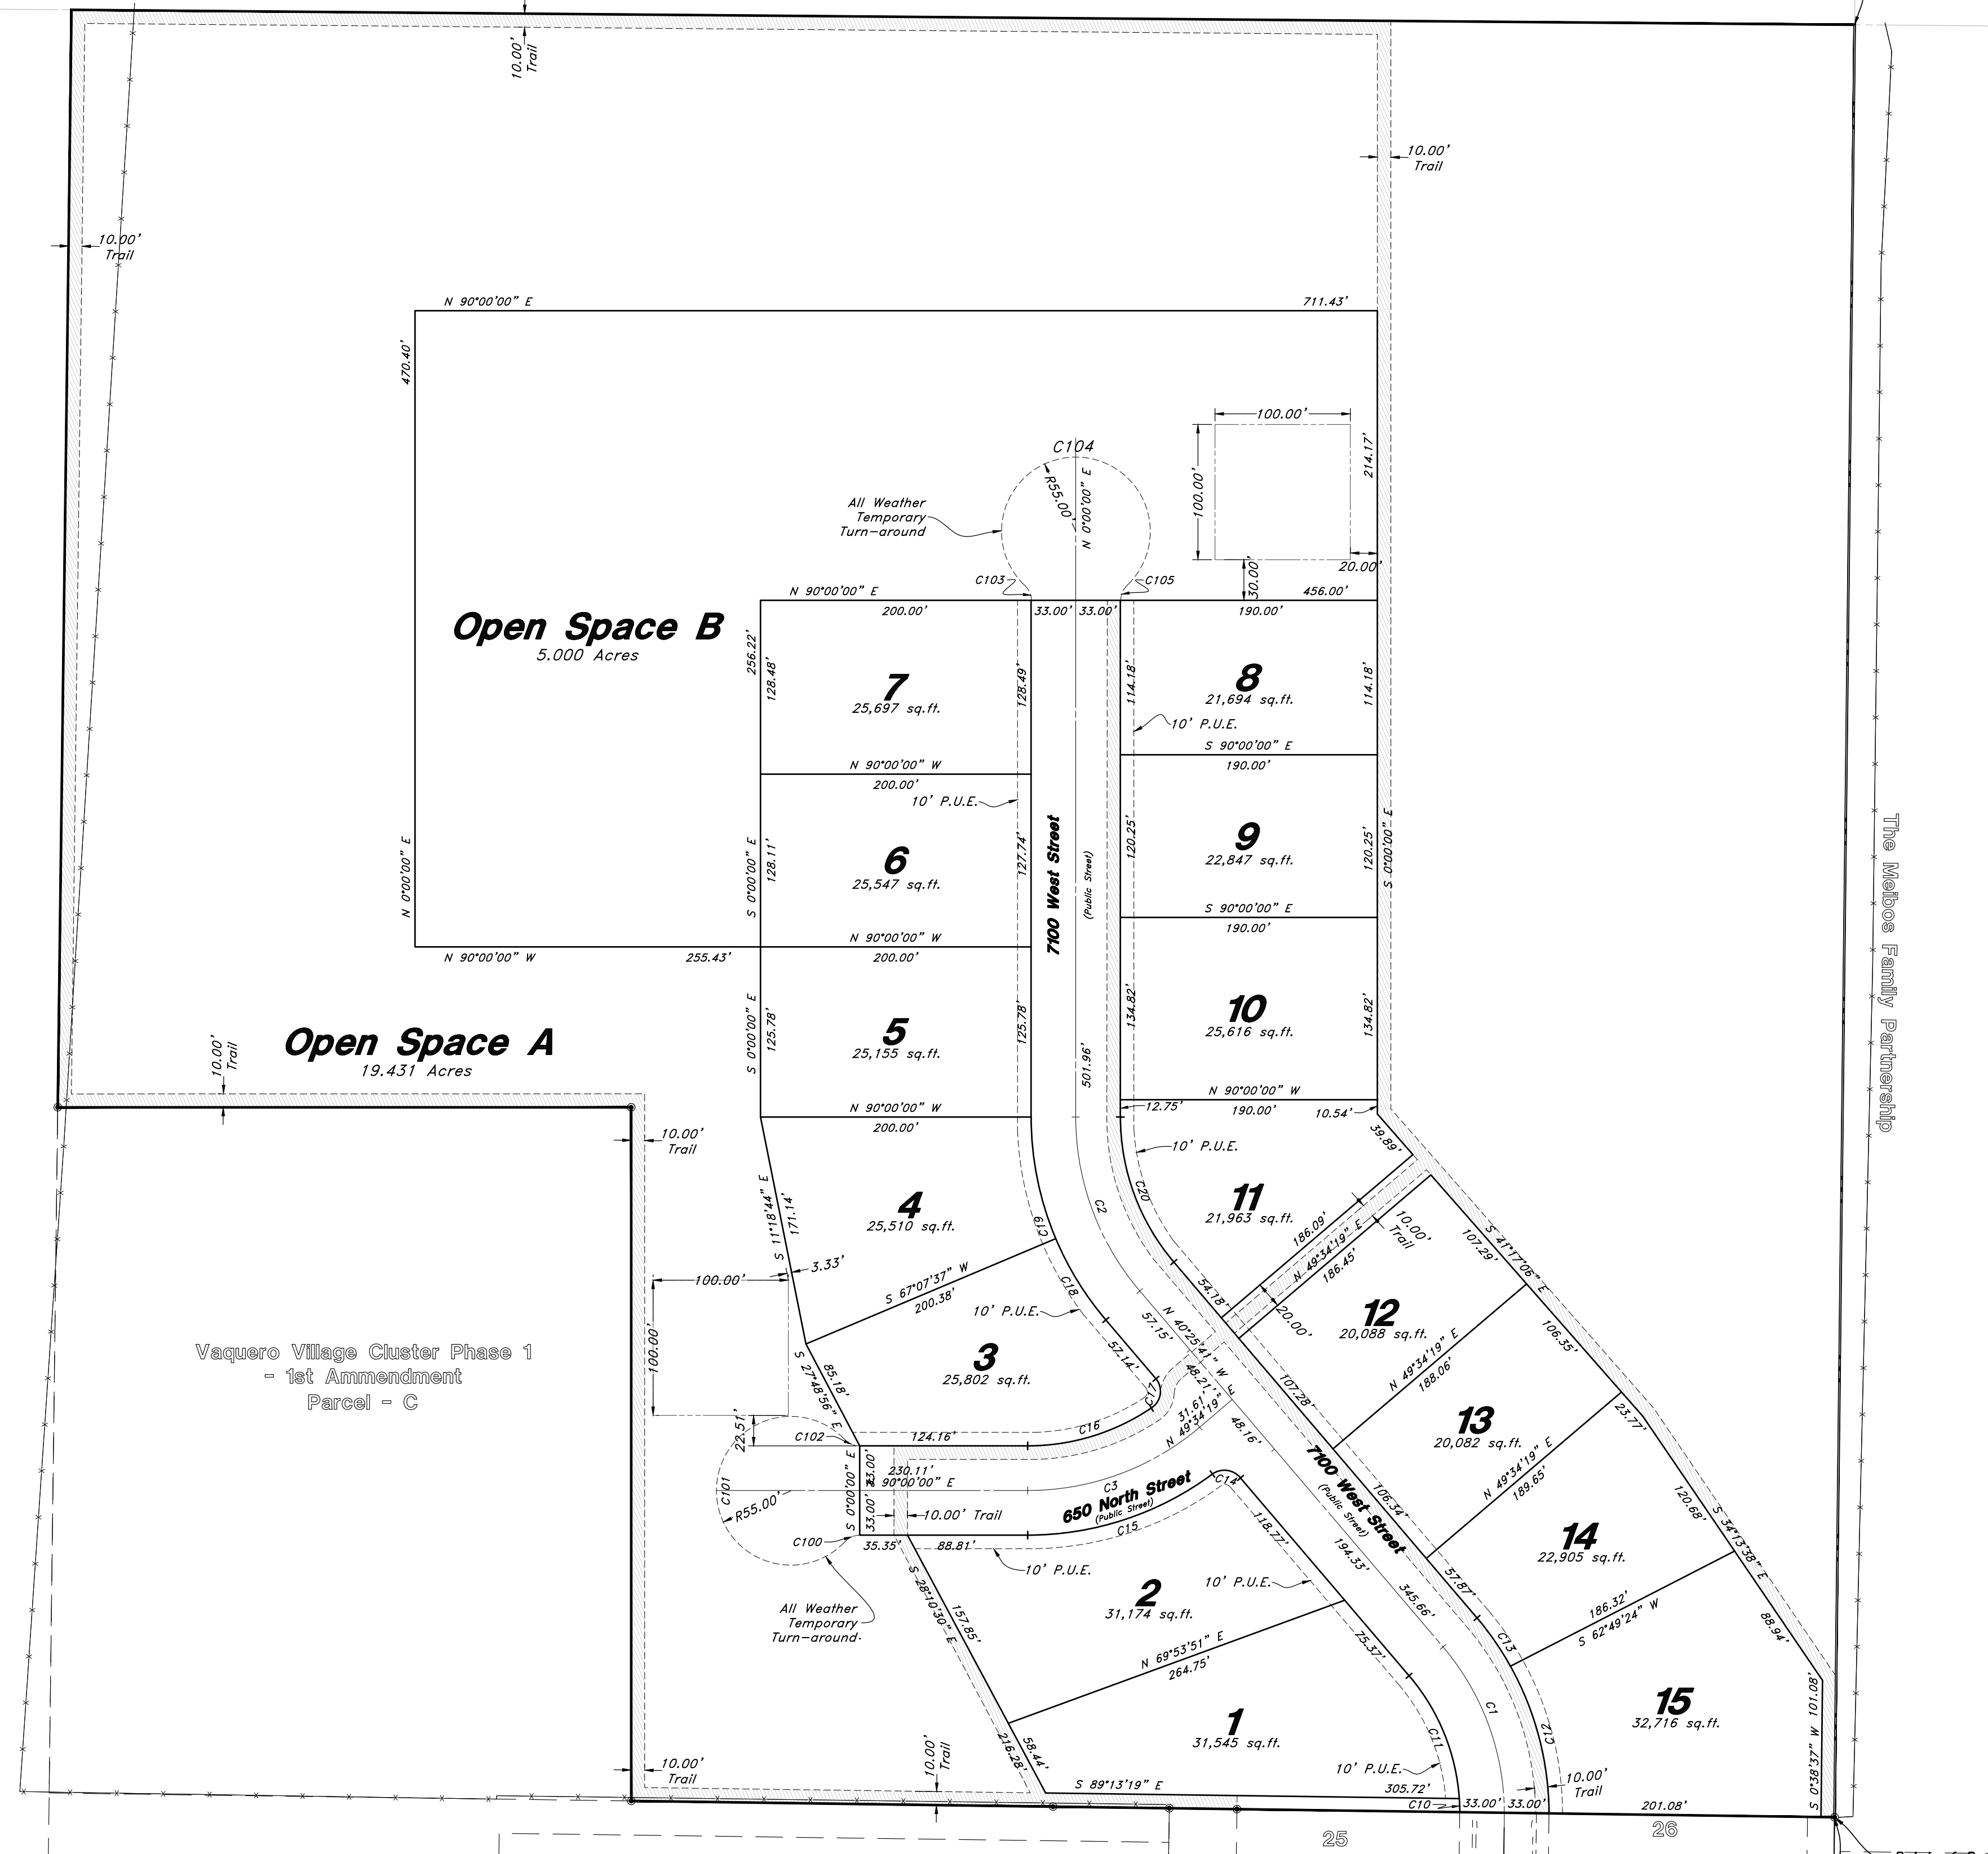 10.00'
Trail
10.00'
Trail
10.00'
Trail
N 90°00'00" E
711.43'
470.40'
100.00'
C104
214.17'
R55.00'
N 0°00'00" E
100.00'
All Weather
Temporary
Turn-around
C103
C105
30.00'
20.00'
N 90°00'00" E
456.00'
200.00'
33.00'
33.00'
190.00'
Open Space B
5.000 Acres
256.22'
128.48'
7
25,697 sq.ft.
128.49'
114.18'
8
21,694 sq.ft.
114.18'
10' P.U.E.
N 90°00'00" W
200.00'
S 90°00'00" E
190.00'
10' P.U.E.
N 0°00'00" E
S 0°00'00" E
128.11'
6
25,547 sq.ft.
127.74'
7100 West Street
(Public Street)
120.25'
9
22,847 sq.ft.
120.25'
S 0°00'00" E
The Meibos Family Partnership
S 90°00'00" E
190.00'
N 90°00'00" W
255.43'
N 90°00'00" W
200.00'
S 0°00'00" E
125.78'
5
25,155 sq.ft.
125.78'
501.96'
134.82'
10
25,616 sq.ft.
134.82'
Open Space A
19.431 Acres
10.00'
Trail
N 90°00'00" W
200.00'
N 90°00'00" W
12.75'
190.00'
10.54'
10.00'
Trail
39.89'
10' P.U.E.
S 11°18'44" E
171.14'
4
25,510 sq.ft.
C19
C2
C20
11
21,963 sq.ft.
186.09'
N 49°34'19" E
186.45'
10.00'
Trail
S 41°17'06" E
107.29'
3.33'
100.00'
100.00'
S 67°07'37" W
200.38'
C18
10' P.U.E.
54.18'
20.00'
12
20,088 sq.ft.
106.35'
N 40°25'41" W
57.15'
57.14'
Vaquero Village Cluster Phase 1
- 1st Ammendment
Parcel - C
S 27°48'56" E
85.18'
3
25,802 sq.ft.
C17
48.21'
31.61'
N 49°34'19" E
107.28'
N 49°34'19" E
188.06'
13
20,082 sq.ft.
23.77'
22.51'
C102
124.16'
C16
48.16'
N 49°34'19" E
189.65'
C101
R55.00'
S 0°00'00" E
33.00'
33.00'
230.11'
N 90°00'00" E
C3
650 North Street
(Public Street)
C14
7100 West Street
(Public Street)
106.34'
120.68'
S 34°13'38" E
10.00' Trail
C15
C100
35.35'
88.81'
10' P.U.E.
118.77'
194.33'
14
22,905 sq.ft.
S 28°10'30" E
157.85'
2
31,174 sq.ft.
10' P.U.E.
345.66'
57.87'
186.32'
S 62°49'24" W
88.94'
All Weather
Temporary
Turn-around
N 69°53'51" E
264.75'
75.37'
C13
C1
C12
15
32,716 sq.ft.
S 0°38'37" W 101.08'
1
31,545 sq.ft.
C11
216.28'
58.44'
10.00'
Trail
10.00'
Trail
10' P.U.E.
S 89°13'19" E
305.72'
C10
33.00'
33.00'
10.00'
Trail
201.08'
25
26